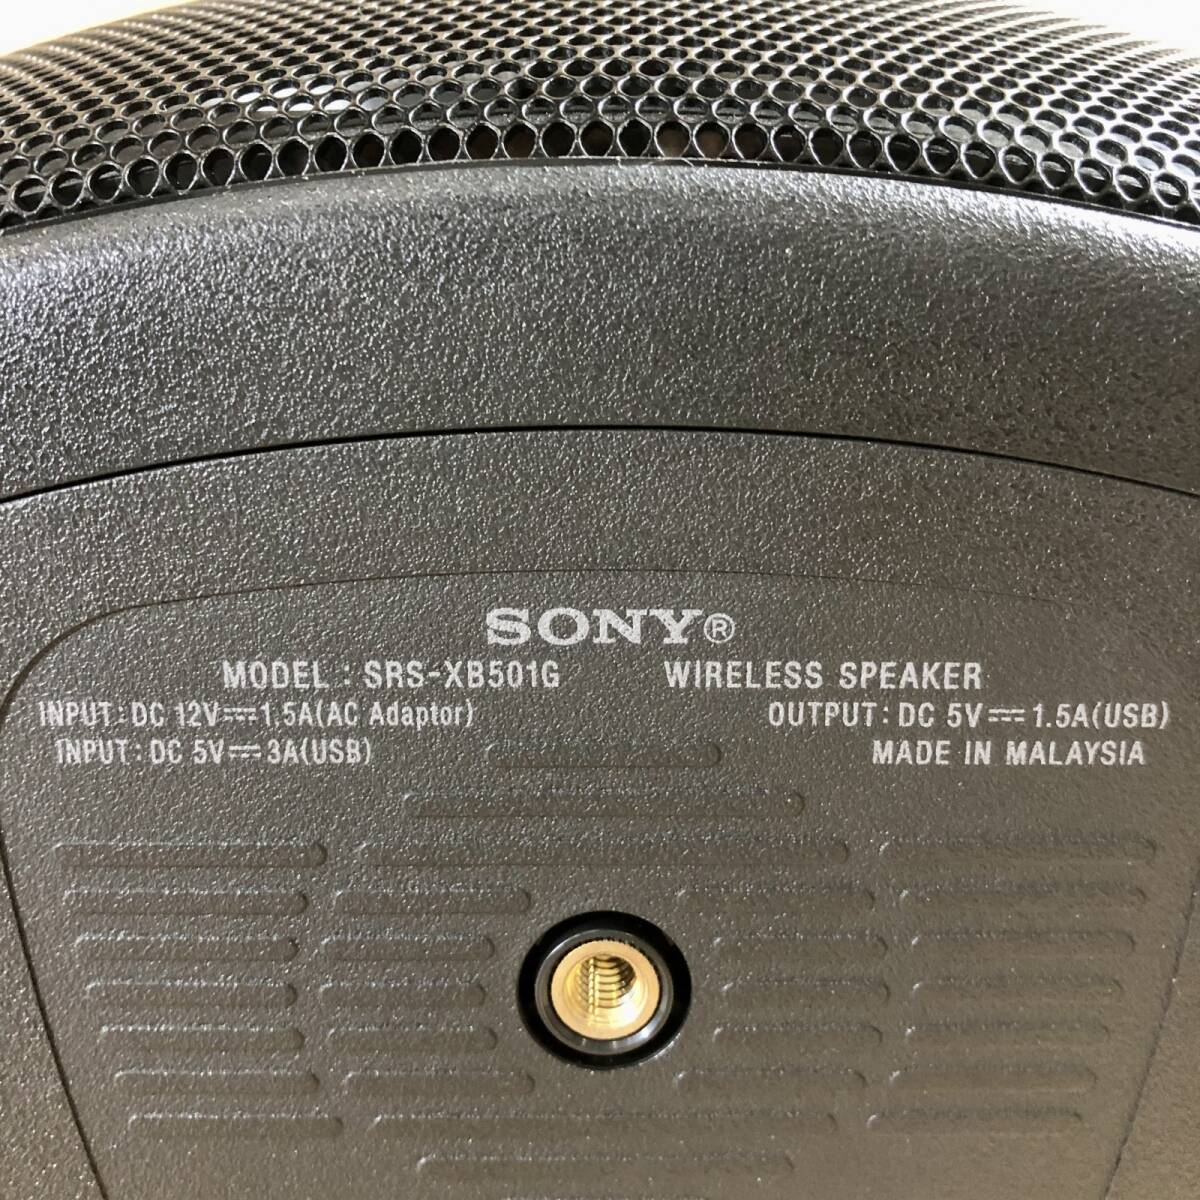 SONY®
MODEL : SRS-XB501G WIRELESS SPEAKER
INPUT: DC 12V⎓1.5A(AC Adaptor) OUTPUT: DC 5V⎓1.5A(USB)
INPUT: DC 5V⎓3A(USB) MADE IN MALAYSIA